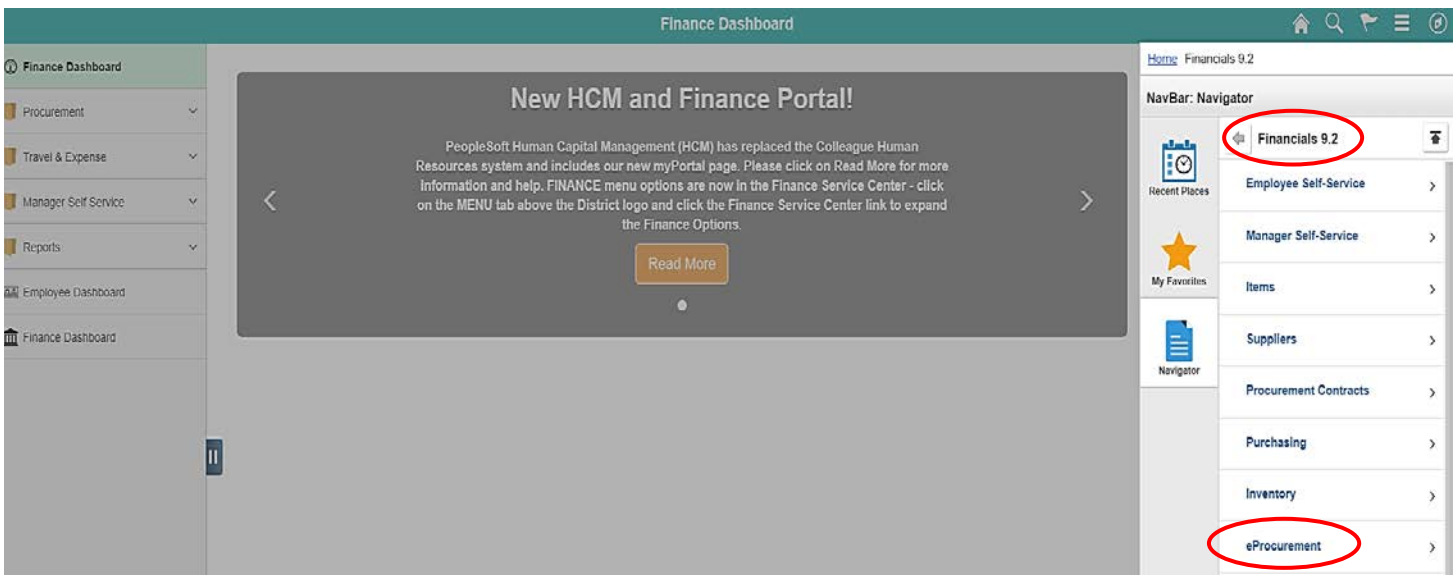 Finance Dashboard
Finance Dashboard
Procurement
Travel & Expense
Manager Self Service
Reports
Employee Dashboard
Finance Dashboard
New HCM and Finance Portal!
PeopleSoft Human Capital Management (HCM) has replaced the Colleague Human
Resources system and includes our new myPortal page. Please click on Read More for more
information and help. FINANCE menu options are now in the Finance Service Center - click
on the MENU tab above the District logo and click the Finance Service Center link to expand
the Finance Options.
Read More
Home Financials 9.2
NavBar: Navigator
Recent Places
My Favorites
Navigator
Financials 9.2
Employee Self-Service
Manager Self-Service
Items
Suppliers
Procurement Contracts
Purchasing
Inventory
eProcurement